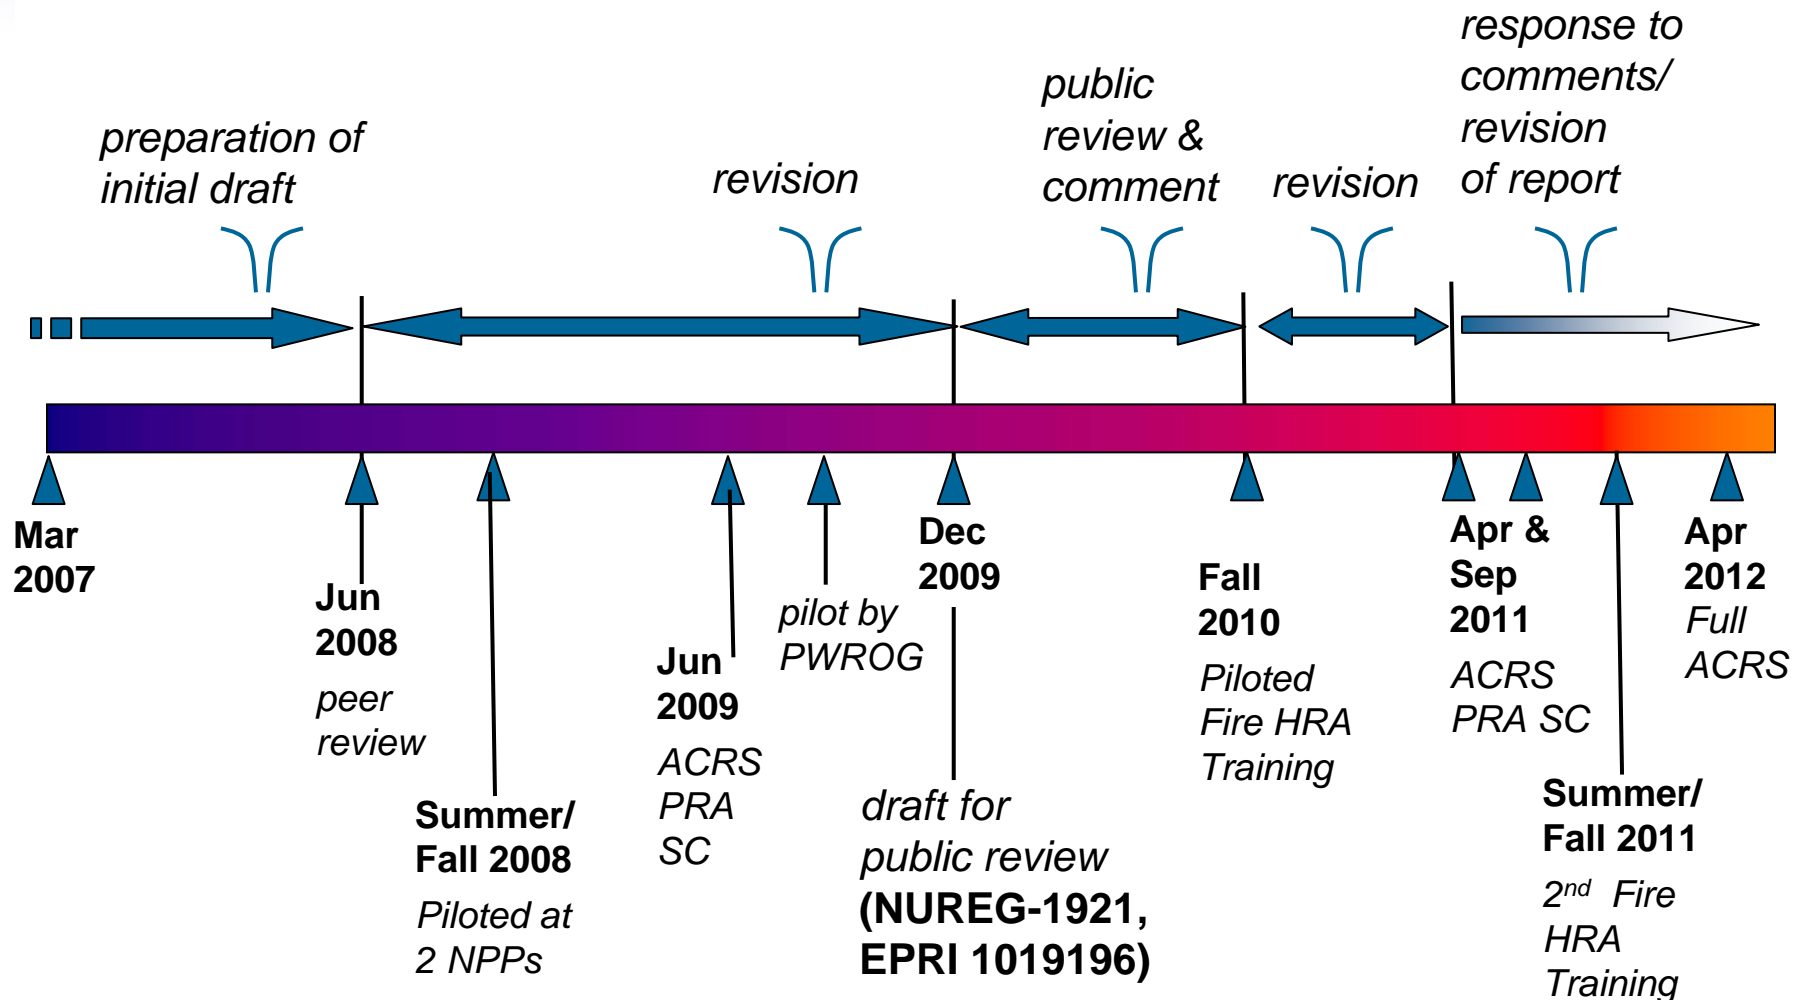 preparation of
initial draft
revision
public
review &
comment
revision
response to
comments/
revision
of report
Mar
2007
Jun
2008
peer
review
Summer/
Fall 2008
Piloted at
2 NPPs
Jun
2009
ACRS
PRA
SC
pilot by
PWROG
Dec
2009
draft for
public review
(NUREG-1921,
EPRI 1019196)
Fall
2010
Piloted
Fire HRA
Training
Apr &
Sep
2011
ACRS
PRA SC
Summer/
Fall 2011
2nd Fire
HRA
Training
Apr
2012
Full
ACRS